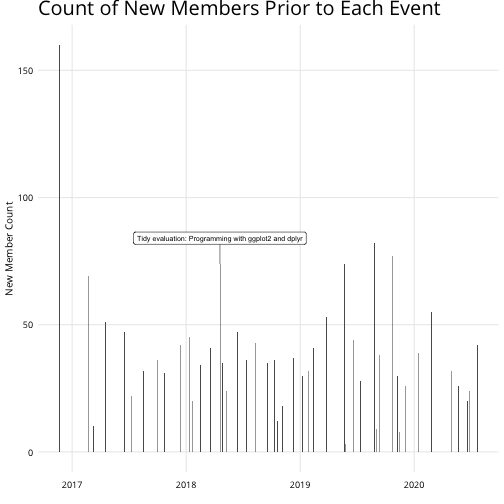 Count of New Members Prior to Each Event
150
Tidy evaluation: Programming with ggplot2 and dplyr
100
New Member Count
50
0
2017
2018
2019
2020